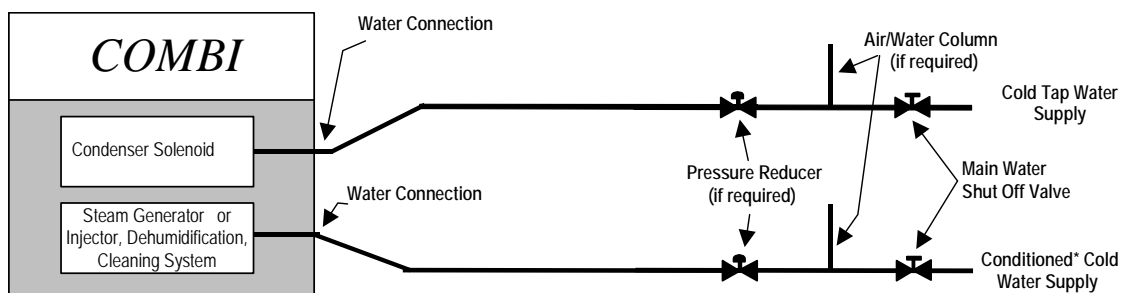 COMBI
Water Connection
Air/Water Column
(if required)
Cold Tap Water
Supply
Condenser Solenoid
Pressure Reducer
(if required)
Main Water
Shut Off Valve
Water Connection
Steam Generator or
Injector, Dehumidification,
Cleaning System
Conditioned* Cold
Water Supply